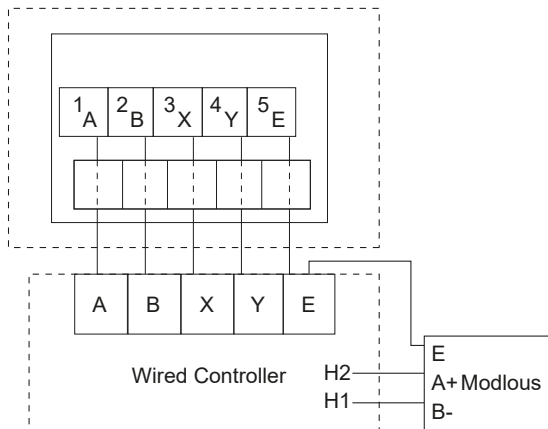 1A 2B 3X 4Y 5E
A B X Y E
Wired Controller
H2
H1
E
A+ Modlous
B-